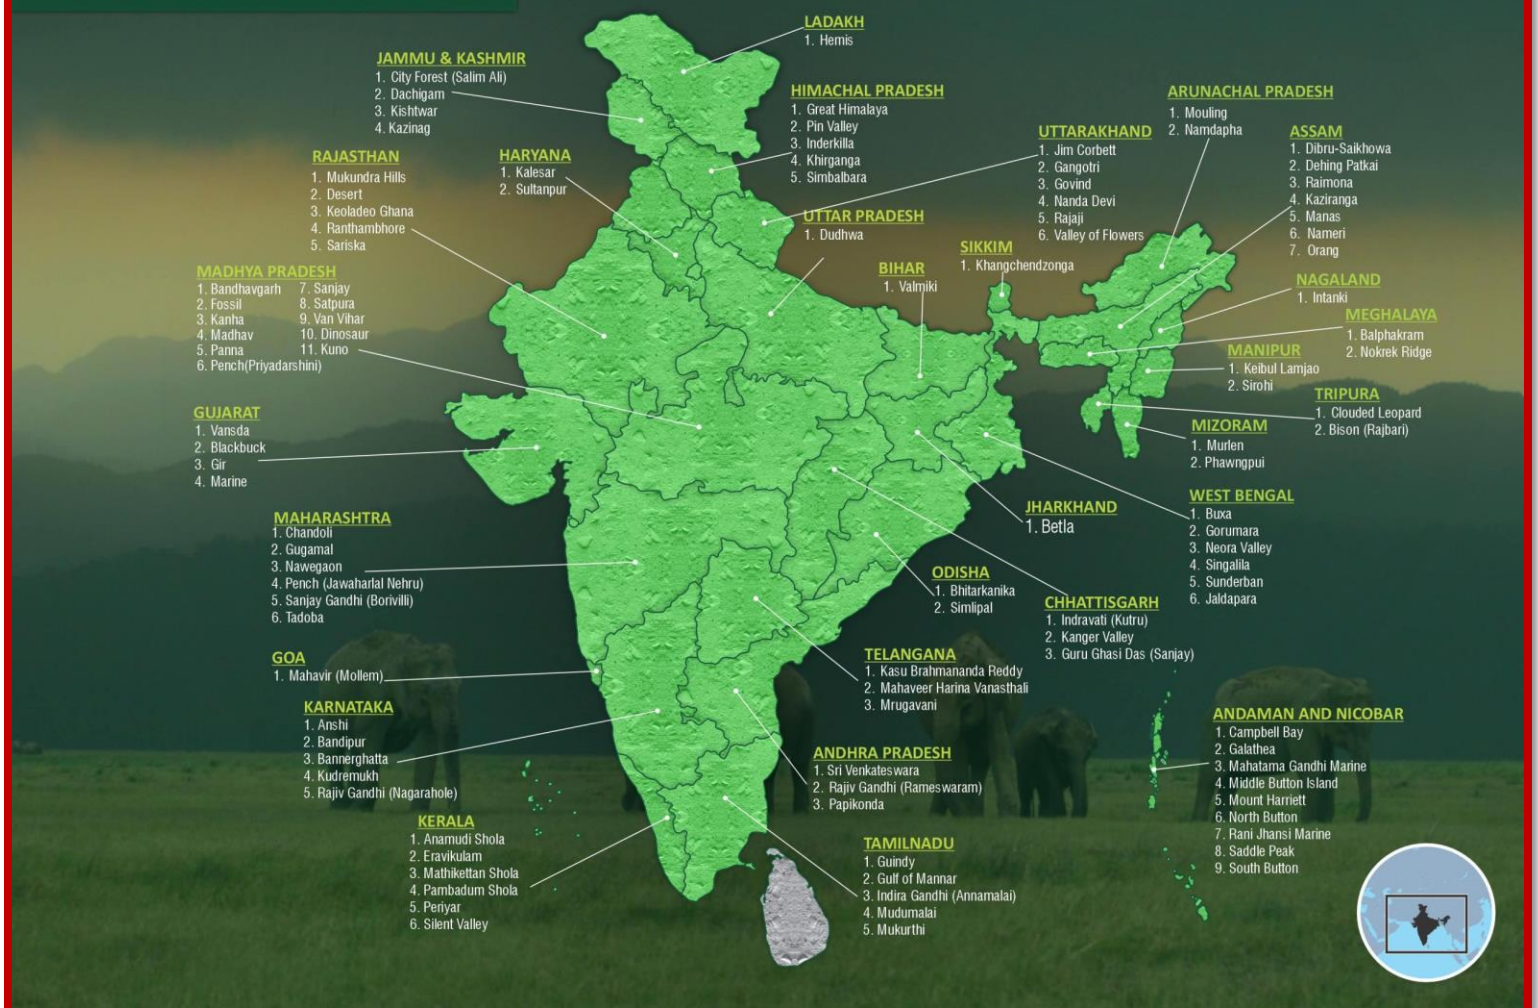 LADAKH
1. Hemis
JAMMU & KASHMIR
1. City Forest (Salim Ali)
2. Dachigam
3. Kishtwar
4. Kazinag
HIMACHAL PRADESH
1. Great Himalaya
2. Pin Valley
3. Inderkilla
4. Khirganga
5. Simbalbara
ARUNACHAL PRADESH
1. Mouling
2. Namdapha
UTTARAKHAND
1. Jim Corbett
2. Gangotri
3. Govind
4. Nanda Devi
5. Rajaji
6. Valley of Flowers
ASSAM
1. Dibru-Saikhowa
2. Dehing Patkai
3. Raimona
4. Kaziranga
5. Manas
6. Nameri
7. Orang
RAJASTHAN
1. Mukundra Hills
2. Desert
3. Keoladeo Ghana
4. Ranthambhore
5. Sariska
HARYANA
1. Kalesar
2. Sultanpur
UTTAR PRADESH
1. Dudhwa
SIKKIM
1. Khangchendzonga
BIHAR
1. Valmiki
MADHYA PRADESH
1. Bandhavgarh
2. Fossil
3. Kanha
4. Madhav
5. Panna
6. Pench(Priyadarshini)
7. Sanjay
8. Satpura
9. Van Vihar
10. Dinosaur
11. Kuno
NAGALAND
1. Intanki
MEGHALAYA
1. Balphakram
2. Nokrek Ridge
MANIPUR
1. Keibul Lamjao
2. Sirohi
TRIPURA
1. Clouded Leopard
2. Bison (Rajbari)
MIZORAM
1. Murlen
2. Phawngpui
GUJARAT
1. Vansda
2. Blackbuck
3. Gir
4. Marine
WEST BENGAL
1. Buxa
2. Gorumara
3. Neora Valley
4. Singalila
5. Sunderban
6. Jaldapara
JHARKHAND
1. Betla
MAHARASHTRA
1. Chandoli
2. Gugamal
3. Nawegaon
4. Pench (Jawaharlal Nehru)
5. Sanjay Gandhi (Borivilli)
6. Tadoba
ODISHA
1. Bhitarkanika
2. Simlipal
CHHATTISGARH
1. Indravati (Kutru)
2. Kanger Valley
3. Guru Ghasi Das (Sanjay)
GOA
1. Mahavir (Mollem)
TELANGANA
1. Kasu Brahmananda Reddy
2. Mahaveer Harina Vanasthali
3. Mrugavani
KARNATAKA
1. Anshi
2. Bandipur
3. Bannerghatta
4. Kudremukh
5. Rajiv Gandhi (Nagarahole)
ANDAMAN AND NICOBAR
1. Campbell Bay
2. Galathea
3. Mahatama Gandhi Marine
4. Middle Button Island
5. Mount Harriett
6. North Button
7. Rani Jhansi Marine
8. Saddle Peak
9. South Button
ANDHRA PRADESH
1. Sri Venkateswara
2. Rajiv Gandhi (Rameswaram)
3. Papikonda
KERALA
1. Anamudi Shola
2. Eravikulam
3. Mathikettan Shola
4. Pambadum Shola
5. Periyar
6. Silent Valley
TAMILNADU
1. Guindy
2. Gulf of Mannar
3. Indira Gandhi (Annamalai)
4. Mudumalai
5. Mukurthi